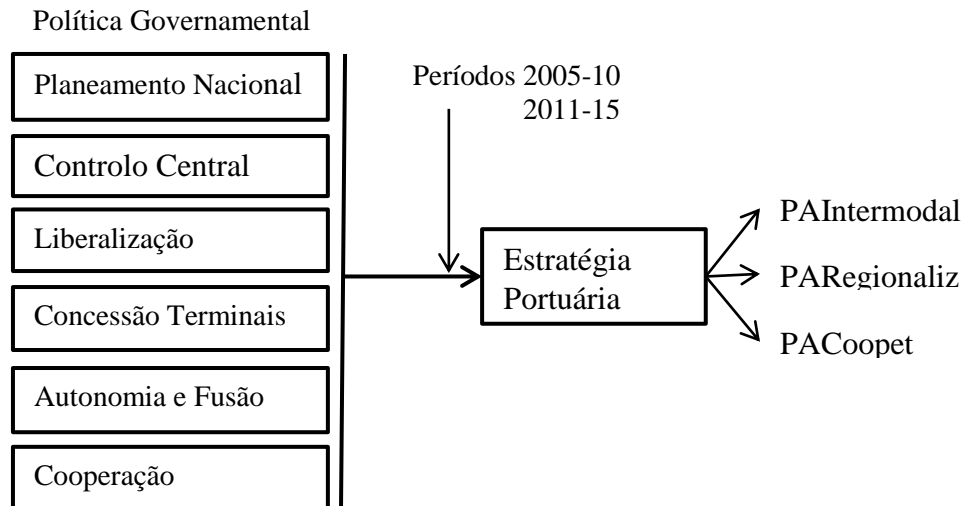 Política Governamental
Planeamento Nacional
Controlo Central
Liberalização
Concessão Terminais
Autonomia e Fusão
Cooperação
Períodos 2005-10
2011-15
Estratégia
Portuária
PAIntermodal
PARegionaliz
PACoopet